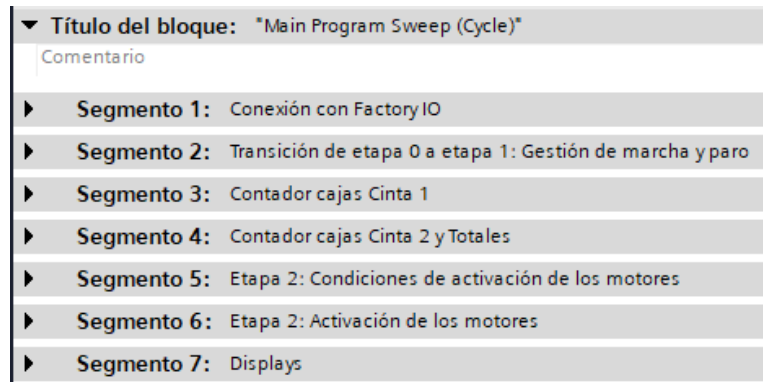 Título del bloque: "Main Program Sweep (Cycle)"
Comentario
Segmento 1: Conexión con Factory IO
Segmento 2: Transición de etapa 0 a etapa 1: Gestión de marcha y paro
Segmento 3: Contador cajas Cinta 1
Segmento 4: Contador cajas Cinta 2 y Totales
Segmento 5: Etapa 2: Condiciones de activación de los motores
Segmento 6: Etapa 2: Activación de los motores
Segmento 7: Displays